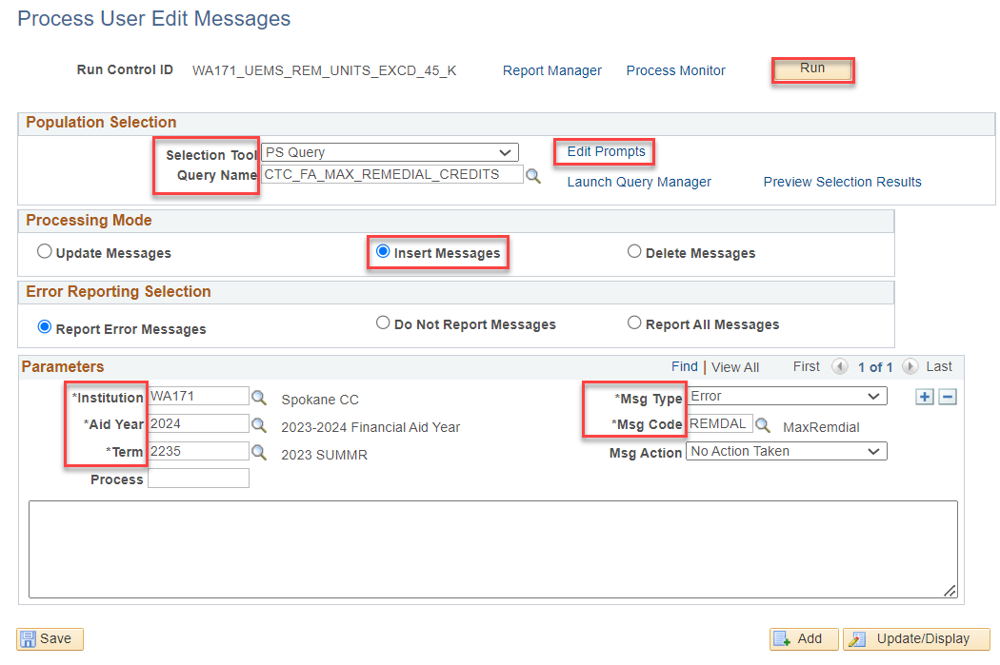 Process User Edit Messages
Run Control ID WA171_UEMS_REM_UNITS_EXCD_45_K Report Manager Process Monitor Run
Population Selection
Selection Tool PS Query Edit Prompts
Query Name CTC_FA_MAX_REMEDIAL_CREDITS
Launch Query Manager Preview Selection Results
Processing Mode
Update Messages Insert Messages Delete Messages
Error Reporting Selection
Report Error Messages Do Not Report Messages Report All Messages
Parameters Find | View All First 1 of 1 Last
*Institution WA171 Spokane CC *Msg Type Error
*Aid Year 2024 2023-2024 Financial Aid Year *Msg Code REMDAL MaxRemdial
*Term 2235 2023 SUMMR Msg Action No Action Taken
Process
Save Add Update/Display